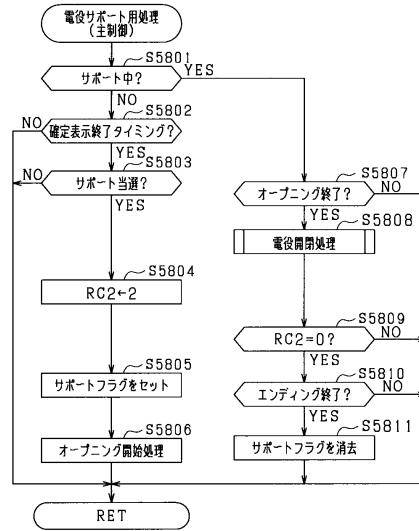 電役サポート用処理
(主制御)
S5801
サポート中?
YES
NO
S5802
NO
確定表示終了タイミング?
YES
S5803
NO
サポート当選?
YES
S5804
RC2←2
S5805
サポートフラグをセット
S5806
オープニング開始処理
S5807
オープニング終了?
NO
YES
S5808
電役開閉処理
S5809
RC2=0?
NO
YES
S5810
エンディング終了?
NO
YES
S5811
サポートフラグを消去
RET